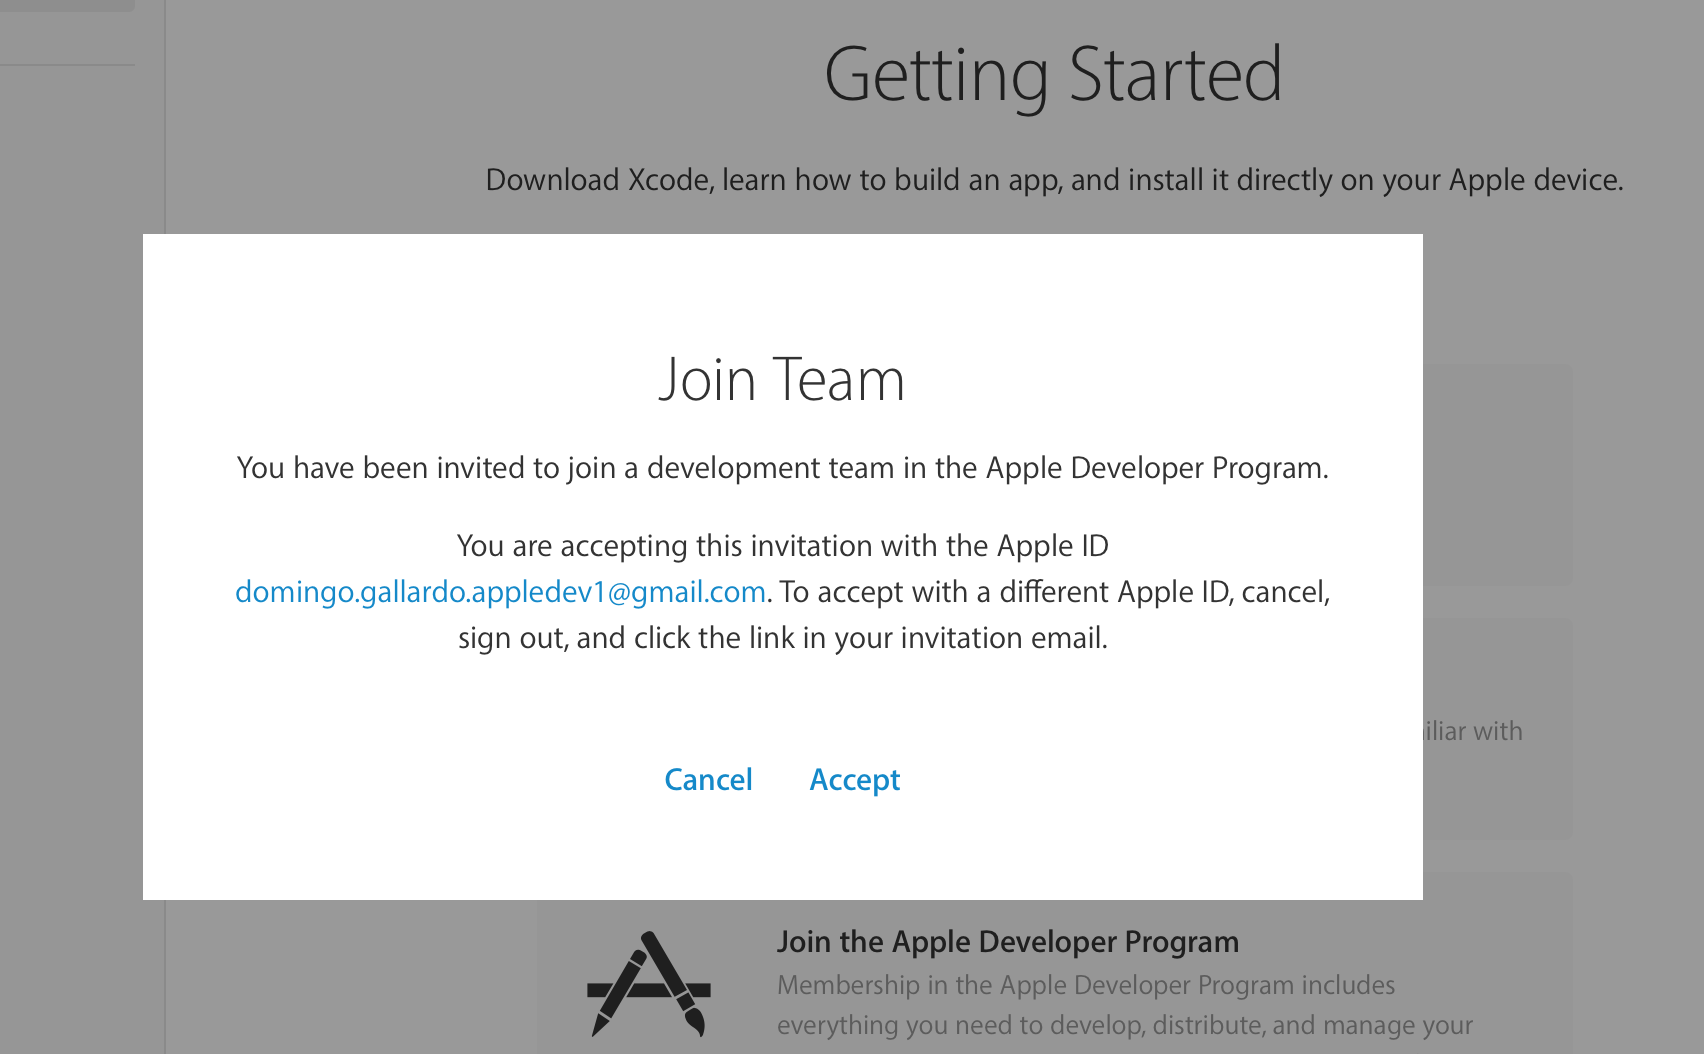 Getting Started
Download Xcode, learn how to build an app, and install it directly on your Apple device.
Join Team
You have been invited to join a development team in the Apple Developer Program.
You are accepting this invitation with the Apple ID
domingo.gallardo.appledev1@gmail.com. To accept with a different Apple ID, cancel,
sign out, and click the link in your invitation email.
with
Cancel Accept
Join the Apple Developer Program
Membership in the Apple Developer Program includes
everything you need to develop, distribute, and manage your